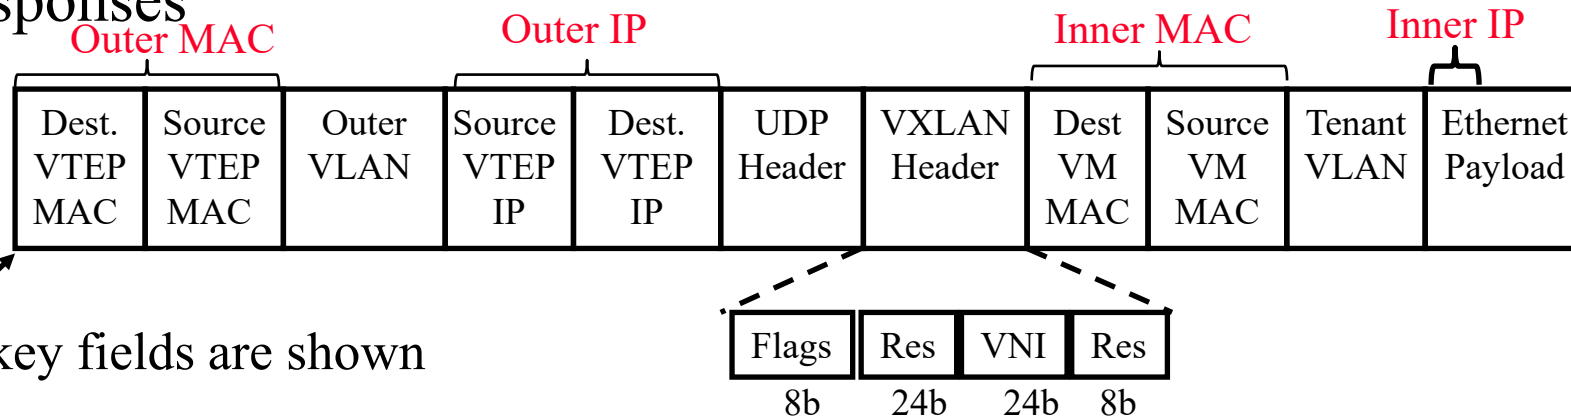 sponses
Outer MAC Outer IP Inner MAC Inner IP
Dest. Source Outer Source Dest. UDP VXLAN Dest Source Tenant Ethernet
VTEP VTEP VLAN VTEP VTEP Header Header VM VM VLAN Payload
MAC MAC IP IP MAC MAC
Flags Res VNI Res
key fields are shown
8b 24b 24b 8b